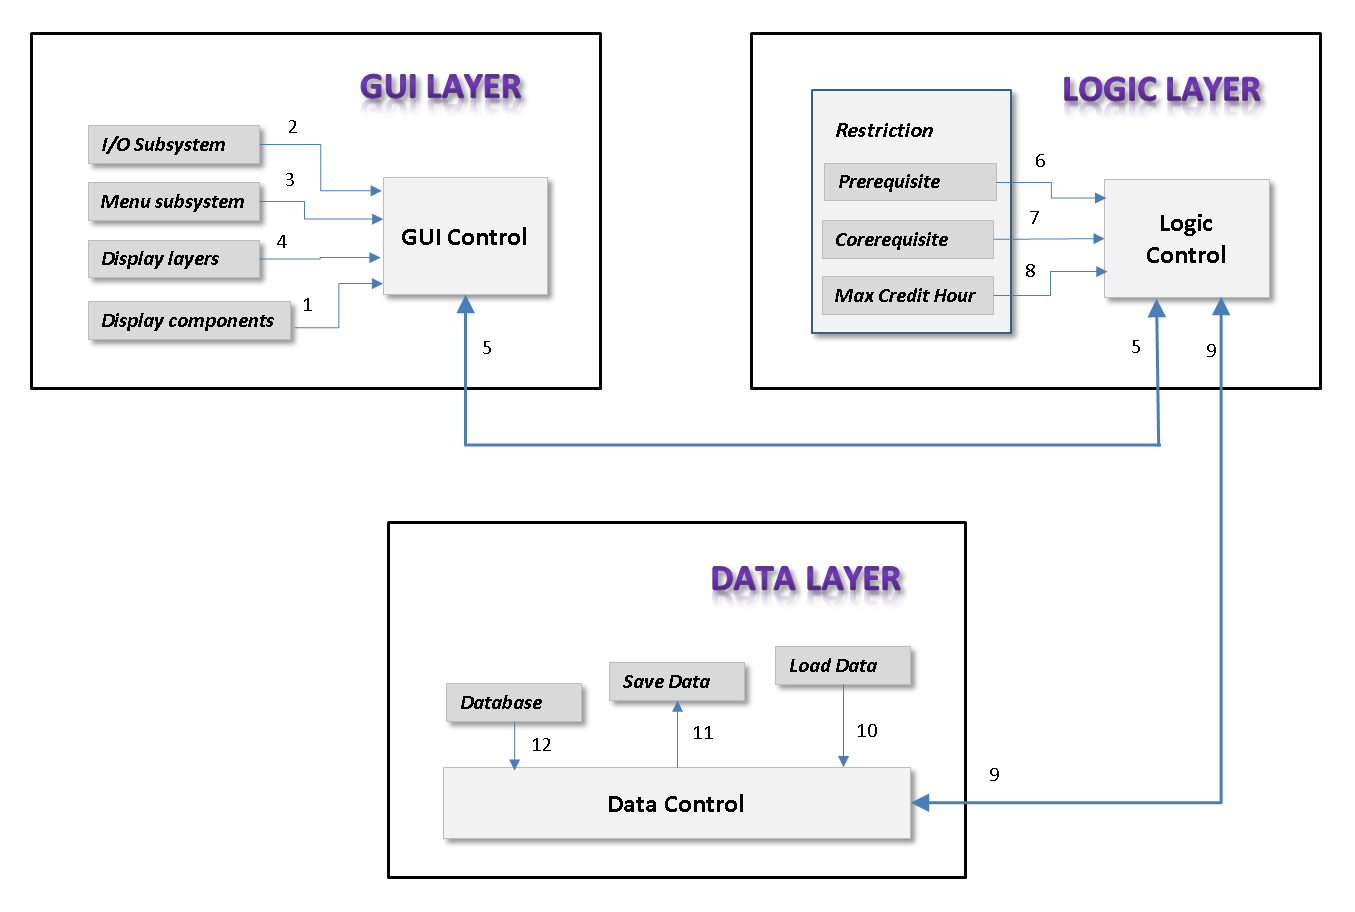 GUI LAYER
I/O Subsystem
2
Menu subsystem
3
Display layers
4
Display components
1
GUI Control
5
LOGIC LAYER
Restriction
Prerequisite
6
Corerequisite
7
Max Credit Hour
8
Logic
Control
5
9
DATA LAYER
Load Data
Save Data
Database
10
11
12
9
Data Control